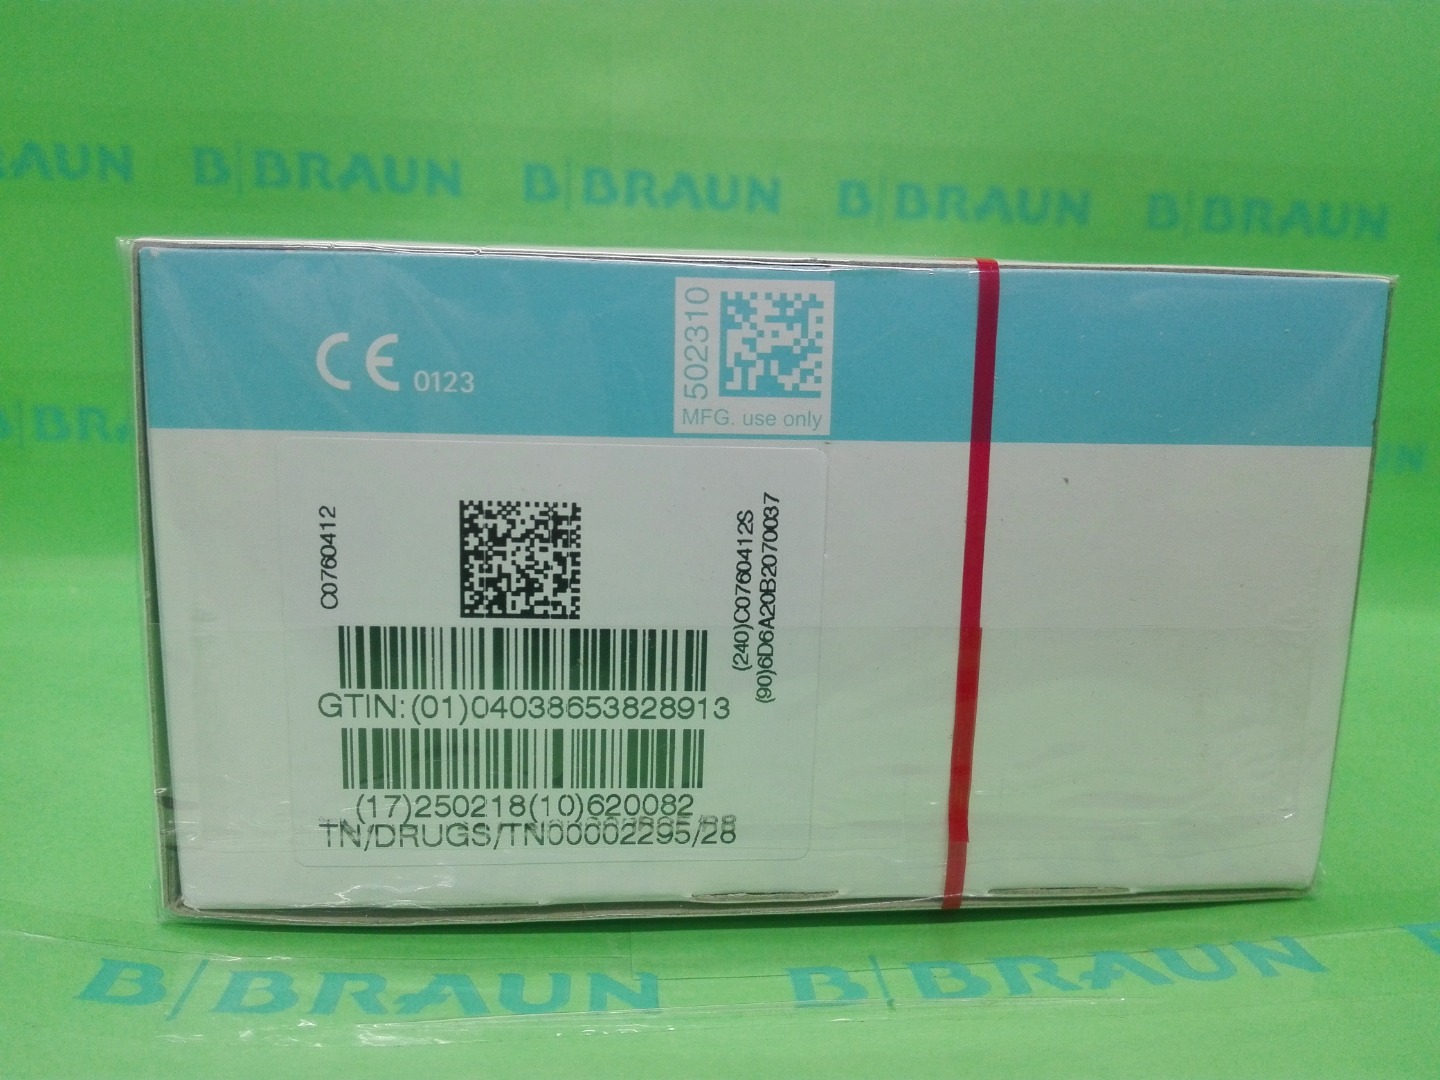 B|BRAUN B|BRAUN B|BRAUN B|BRAUN
CE 0123
502310
MFG. use only
C0760412
(240)C0760412S
(90)6D6A20B2070037
GTIN:(01)04038653828913
(17)250218(10)620082
TN/DRUGS/TN00002295/28
B|BRAUN B|BRAUN